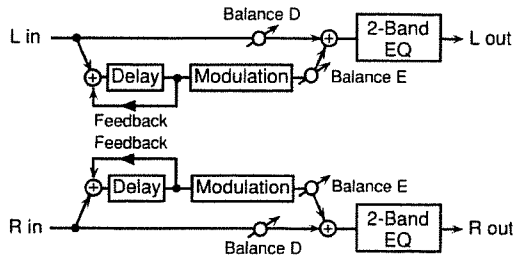 Balance D
L in
2-Band
EQ
L out
Delay
Modulation
Balance E
Feedback
Feedback
Delay
Modulation
Balance E
R in
2-Band
EQ
R out
Balance D